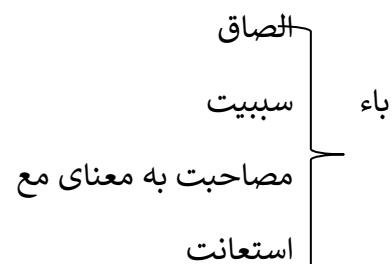 الصاق
باء
سببیت
مصاحبت به معنای مع
استعانت